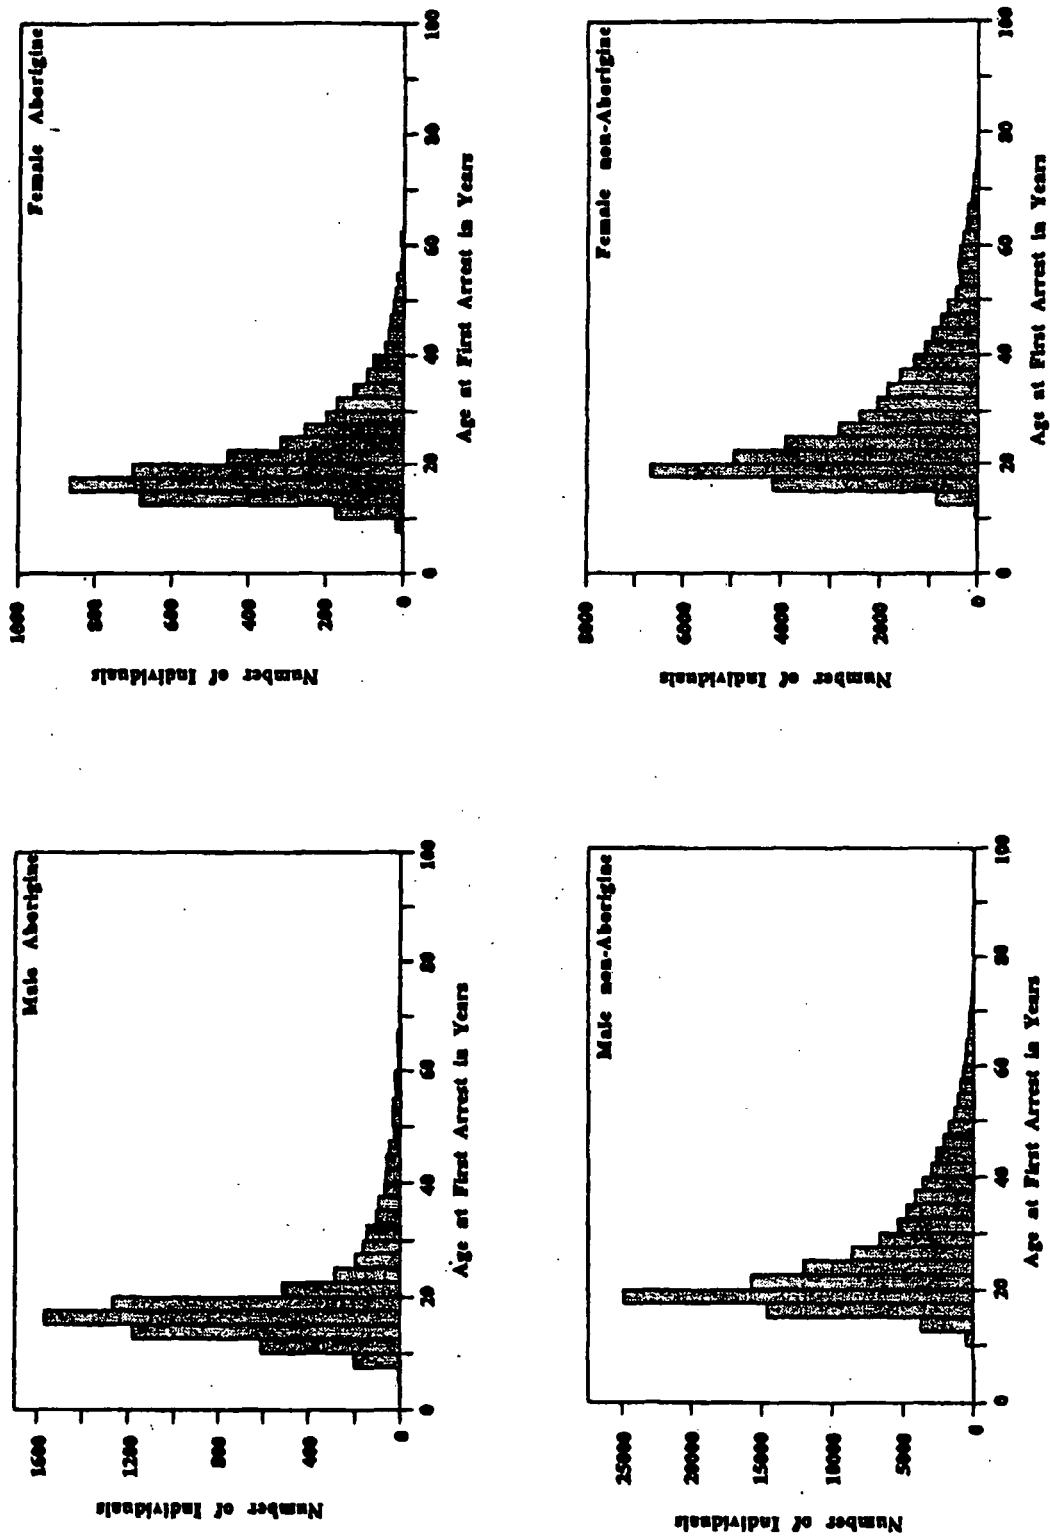 Male Aborigine
1600
1200
800
400
0
Number of Individuals
0 20 40 60 80 100
Age at First Arrest in Years
Female Aborigine
1000
800
600
400
200
0
Number of Individuals
0 20 40 60 80 100
Age at First Arrest in Years
Male non-Aborigine
25000
20000
15000
10000
5000
0
Number of Individuals
0 20 40 60 80 100
Age at First Arrest in Years
Female non-Aborigine
8000
6000
4000
2000
0
Number of Individuals
0 20 40 60 80 100
Age at First Arrest in Years